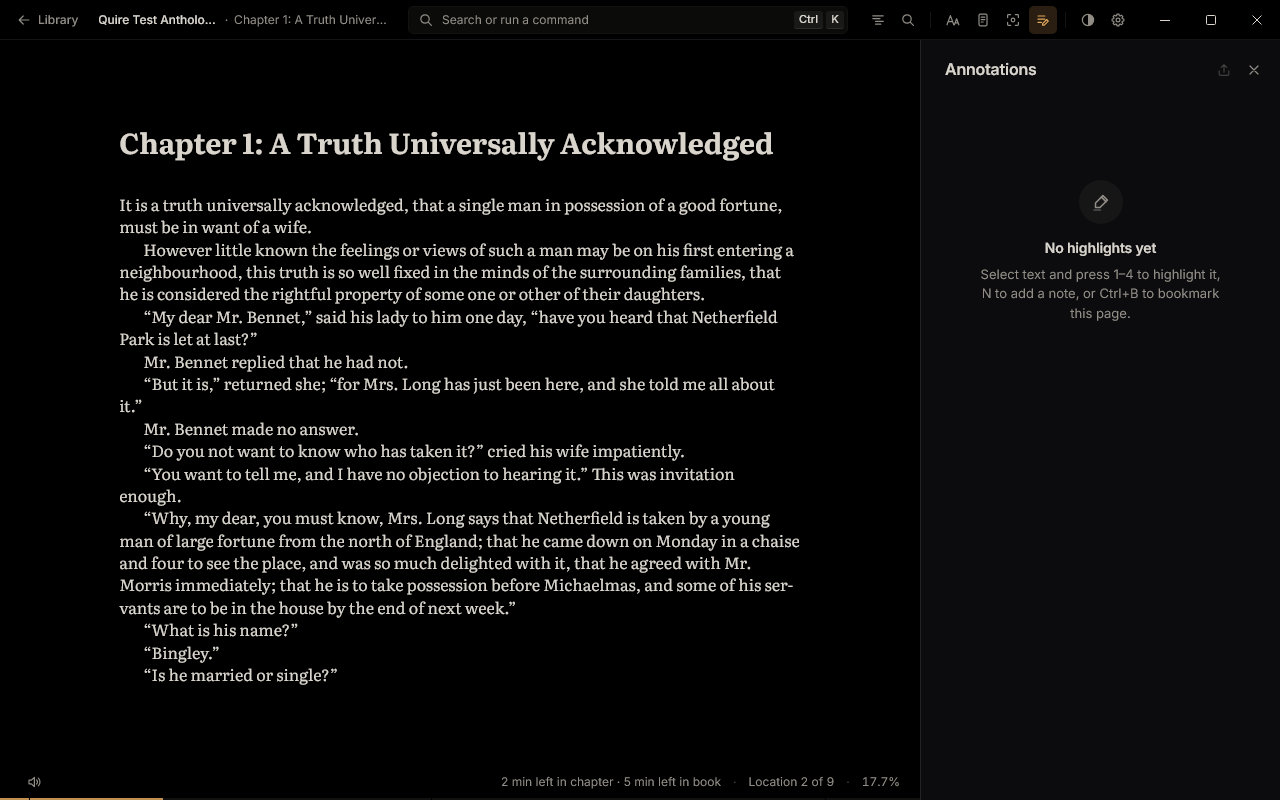 Library
Quire Test Antholo... · Chapter 1: A Truth Univer...
Search or run a command
Ctrl K
AA
Annotations
Chapter 1: A Truth Universally Acknowledged
It is a truth universally acknowledged, that a single man in possession of a good fortune,
must be in want of a wife.
However little known the feelings or views of such a man may be on his first entering a
neighbourhood, this truth is so well fixed in the minds of the surrounding families, that
he is considered the rightful property of some one or other of their daughters.
“My dear Mr. Bennet,” said his lady to him one day, “have you heard that Netherfield
Park is let at last?”
Mr. Bennet replied that he had not.
“But it is,” returned she; “for Mrs. Long has just been here, and she told me all about
it.”
Mr. Bennet made no answer.
“Do you not want to know who has taken it?” cried his wife impatiently.
“You want to tell me, and I have no objection to hearing it.” This was invitation
enough.
“Why, my dear, you must know, Mrs. Long says that Netherfield is taken by a young
man of large fortune from the north of England; that he came down on Monday in a chaise
and four to see the place, and was so much delighted with it, that he agreed with Mr.
Morris immediately; that he is to take possession before Michaelmas, and some of his ser-
vants are to be in the house by the end of next week.”
“What is his name?”
“Bingley.”
“Is he married or single?”
No highlights yet
Select text and press 1–4 to highlight it,
N to add a note, or Ctrl+B to bookmark
this page.
2 min left in chapter · 5 min left in book · Location 2 of 9 · 17.7%